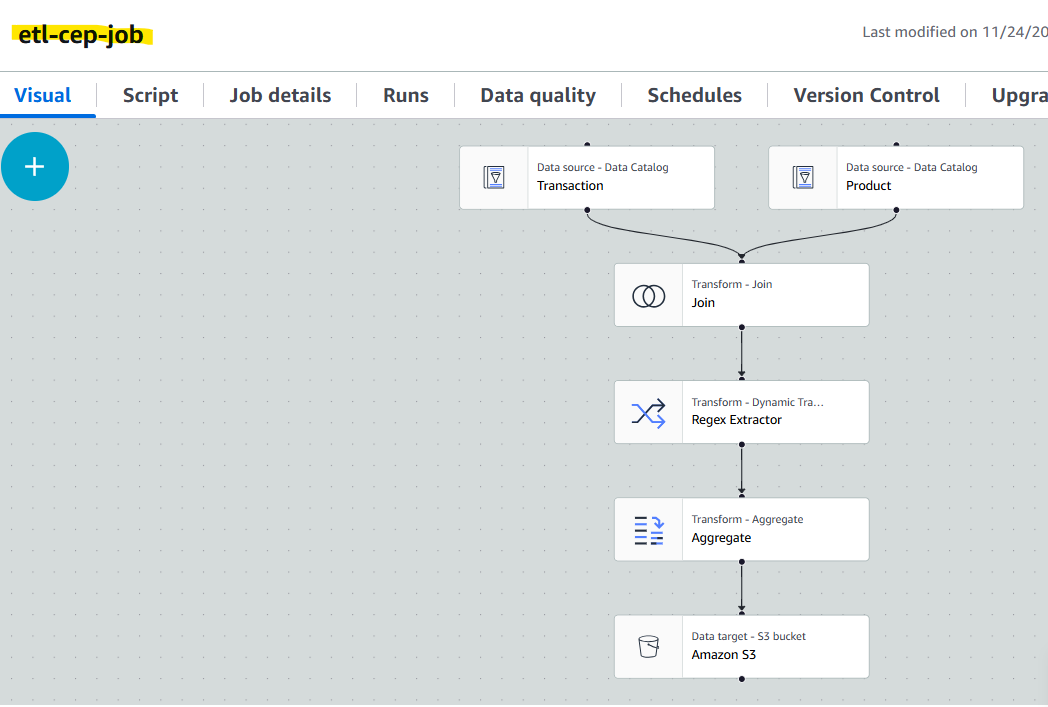 etl-cep-job
Last modified on 11/24/20
Visual
Script
Job details
Runs
Data quality
Schedules
Version Control
Upgra
Data source - Data Catalog
Transaction
Data source - Data Catalog
Product
Transform - Join
Join
Transform - Dynamic Tra...
Regex Extractor
Transform - Aggregate
Aggregate
Data target - S3 bucket
Amazon S3